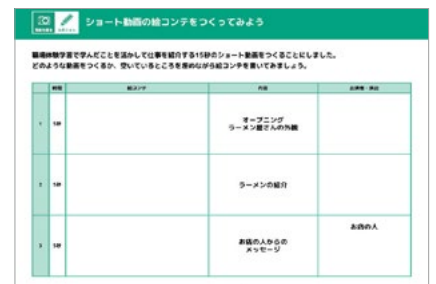 ショート動画の絵コンテをつくってみよう
職場体験学習で学んだことを活かして仕事を紹介する15秒のショート動画をつくることにしました。
どのような動画をつくるか、空いているところを埋めながら絵コンテを書いてみましょう。
時間
絵コンテ
内容
1
5秒
オープニング
ラーメン屋さんの外観
2
5秒
ラーメンの紹介
3
5秒
お店の人からの
メッセージ
お店の人